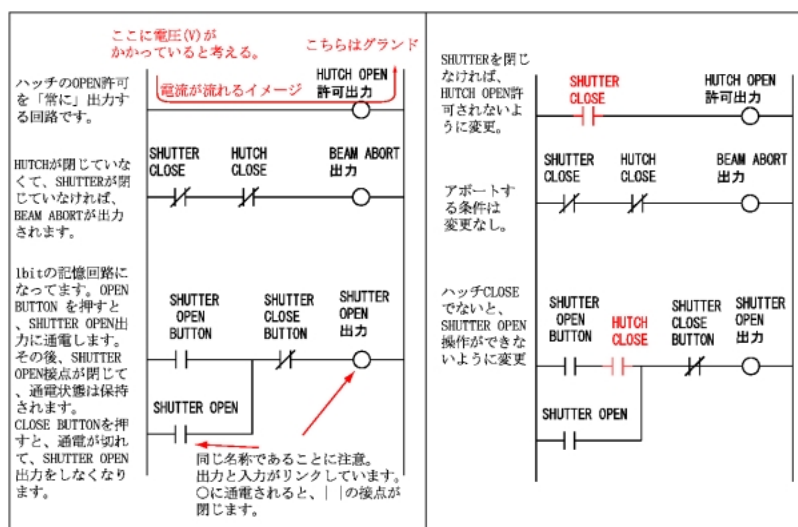 ここに電圧(V)が
かかっていると考える。
こちらはグランド
電流が流れるイメージ
ハッチのOPEN許可
を「常に」出力す
る回路です。
HUTCH OPEN
許可出力
HUTCHが閉じていな
くて、SHUTTERが閉
じていなければ、
BEAM ABORTが出力
されます。
SHUTTER
CLOSE
HUTCH
CLOSE
BEAM ABORT
出力
1bitの記憶回路に
なってます。OPEN
BUTTON を押すと
、SHUTTER OPEN出
力に通電します。
その後、SHUTTER
OPEN接点が閉じて
、通電状態は保持
されます。
CLOSE BUTTONを押
すと、通電が切れ
て、SHUTTER OPEN
出力をしなくなり
ます。
SHUTTER
OPEN
BUTTON
SHUTTER
CLOSE
BUTTON
SHUTTER
OPEN
出力
SHUTTER OPEN
同じ名称であることに注意。
出力と入力がリンクしています。
○に通電されると、| |の接点が
閉じます。
SHUTTERを閉じ
なければ、
HUTCH OPEN許
可されないよ
うに変更。
SHUTTER
CLOSE
HUTCH OPEN
許可出力
アボートす
る条件は
変更なし。
SHUTTER
CLOSE
HUTCH
CLOSE
BEAM ABORT
出力
ハッチCLOSE
でないと、
SHUTTER OPEN
操作ができな
いように変更
SHUTTER
OPEN
BUTTON
HUTCH
CLOSE
SHUTTER
CLOSE
BUTTON
SHUTTER
OPEN
出力
SHUTTER OPEN